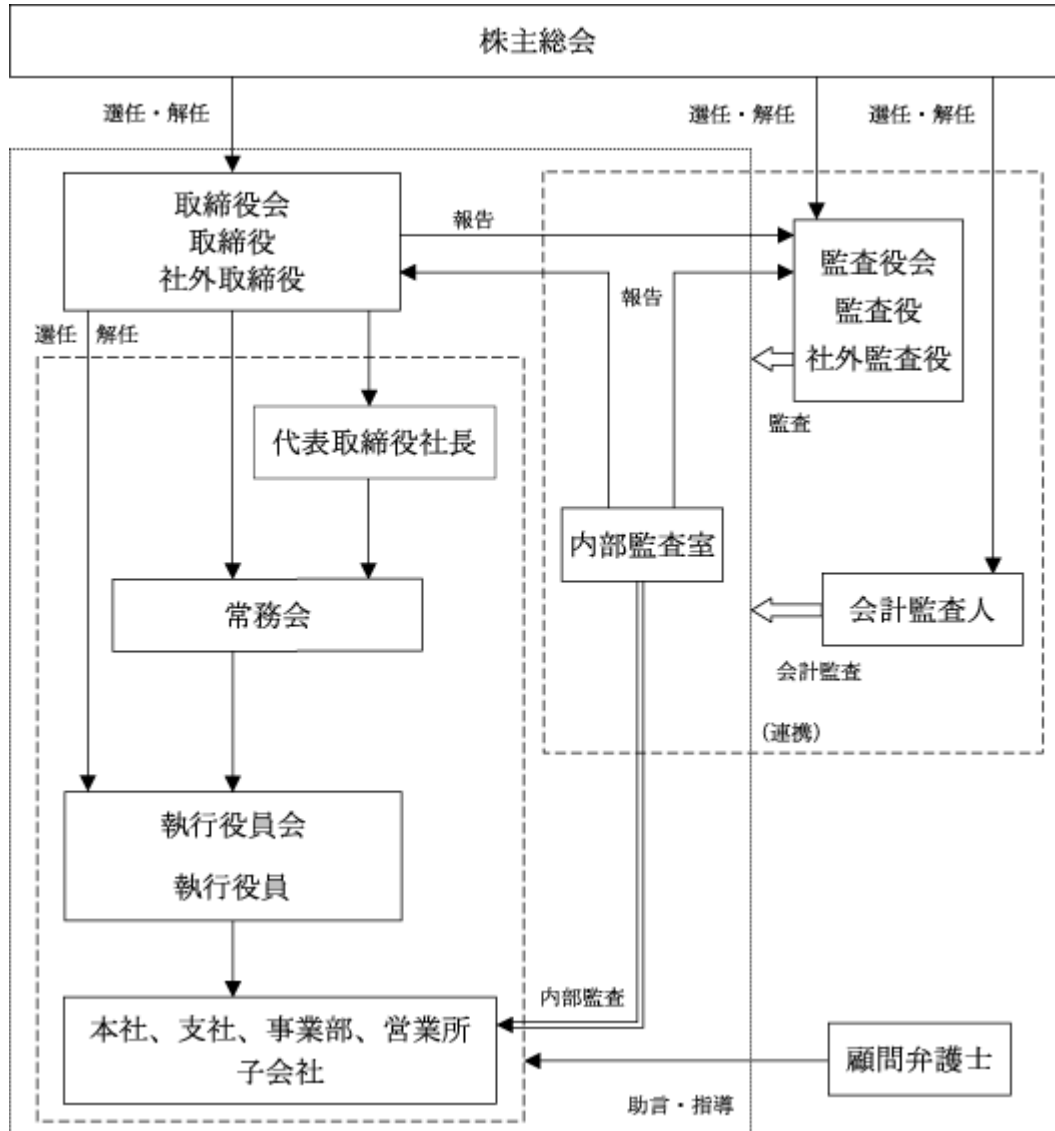 株主総会
選任・解任
選任・解任
選任・解任
取締役会
取締役
社外取締役
報告
監査役会
監査役
社外監査役
報告
選任
解任
監査
代表取締役社長
内部監査室
常務会
会計監査人
会計監査
(連携)
執行役員会
執行役員
内部監査
本社、支社、事業部、営業所
子会社
顧問弁護士
助言・指導